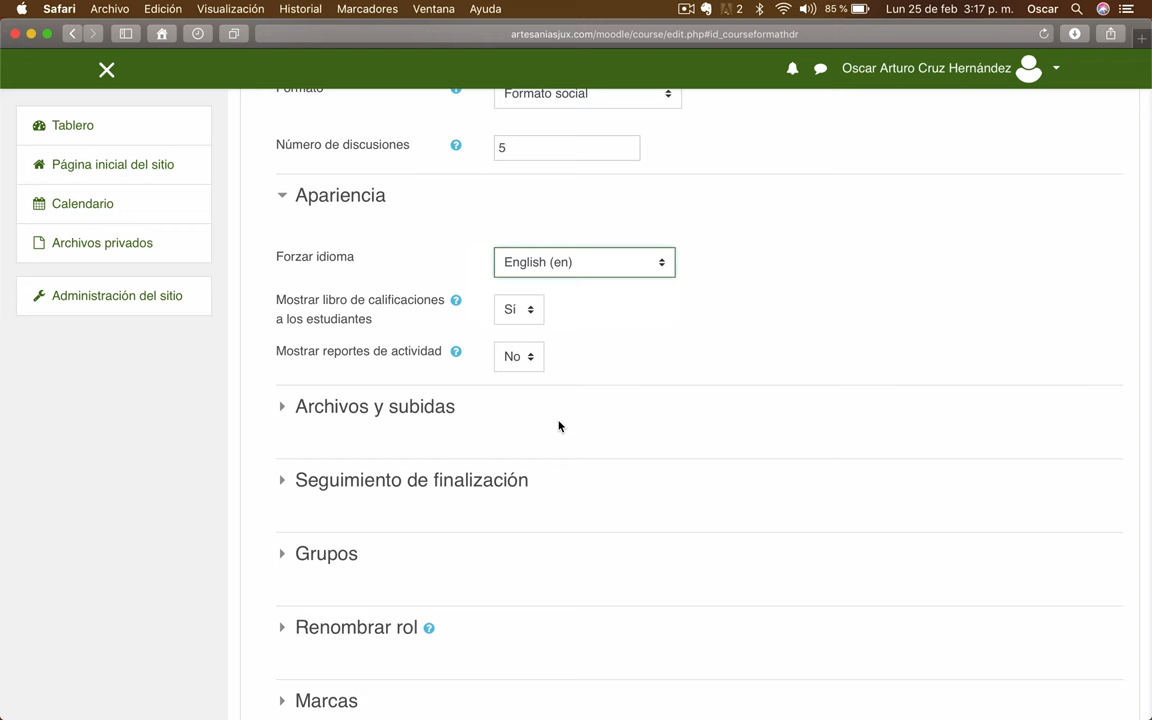 Safari Archivo Edición Visualización Historial Marcadores Ventana Ayuda 2 85 % Lun 25 de feb 3:17 p. m. Oscar
artesaniasjux.com/moodle/course/edit.php#id_courseformathdr
Oscar Arturo Cruz Hernández
Tablero
Página inicial del sitio
Calendario
Archivos privados
Administración del sitio
Formato Formato social
Número de discusiones ? 5
Apariencia
Forzar idioma English (en)
Mostrar libro de calificaciones ? Sí
a los estudiantes
Mostrar reportes de actividad ? No
Archivos y subidas
Seguimiento de finalización
Grupos
Renombrar rol ?
Marcas